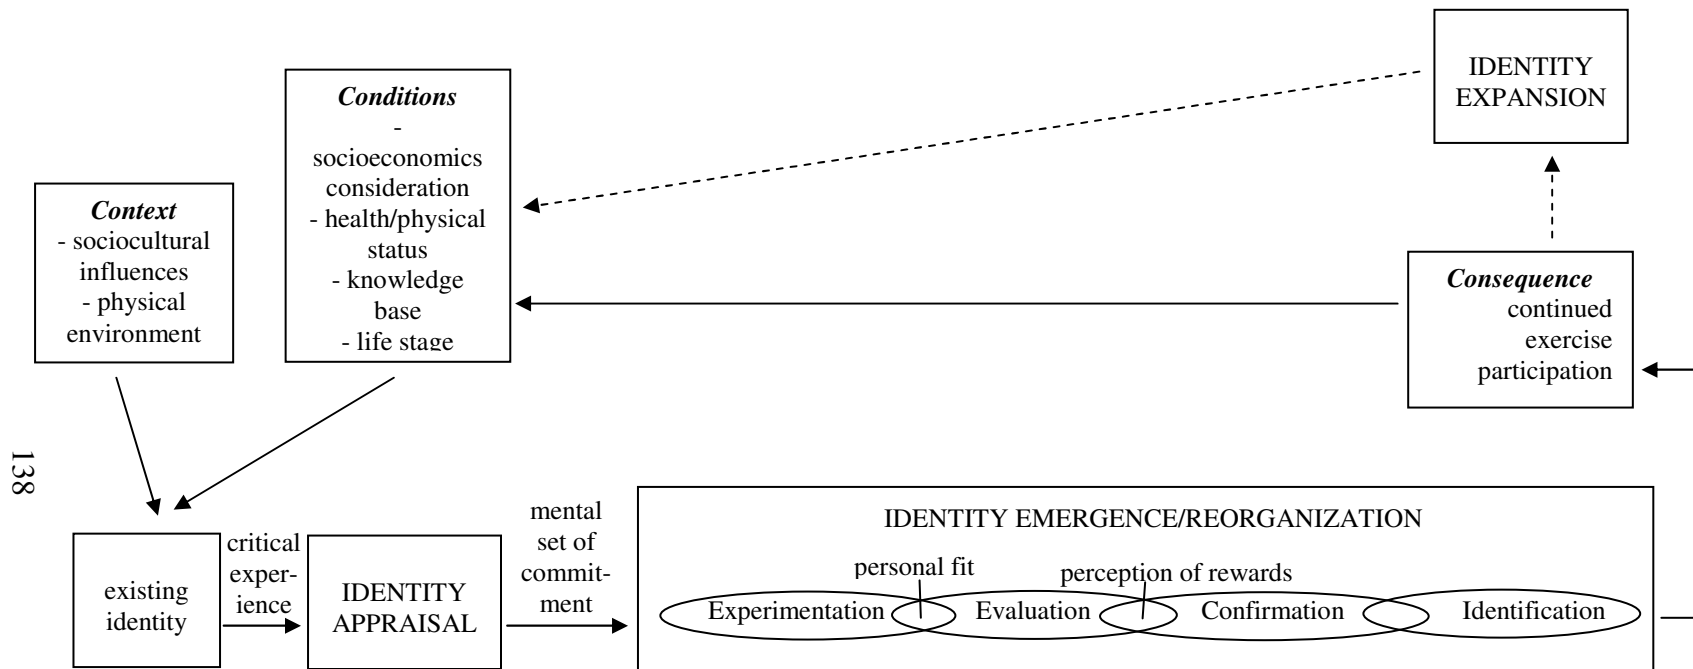 IDENTITY
EXPANSION
Conditions
-
socioeconomics
consideration
- health/physical
status
- knowledge
base
- life stage
Context
- sociocultural
influences
- physical
environment
Consequence
continued
exercise
participation
138
existing
identity
critical
exper-
ience
IDENTITY
APPRAISAL
mental
set of
commit-
ment
IDENTITY EMERGENCE/REORGANIZATION
personal fit
perception of rewards
Experimentation
Evaluation
Confirmation
Identification